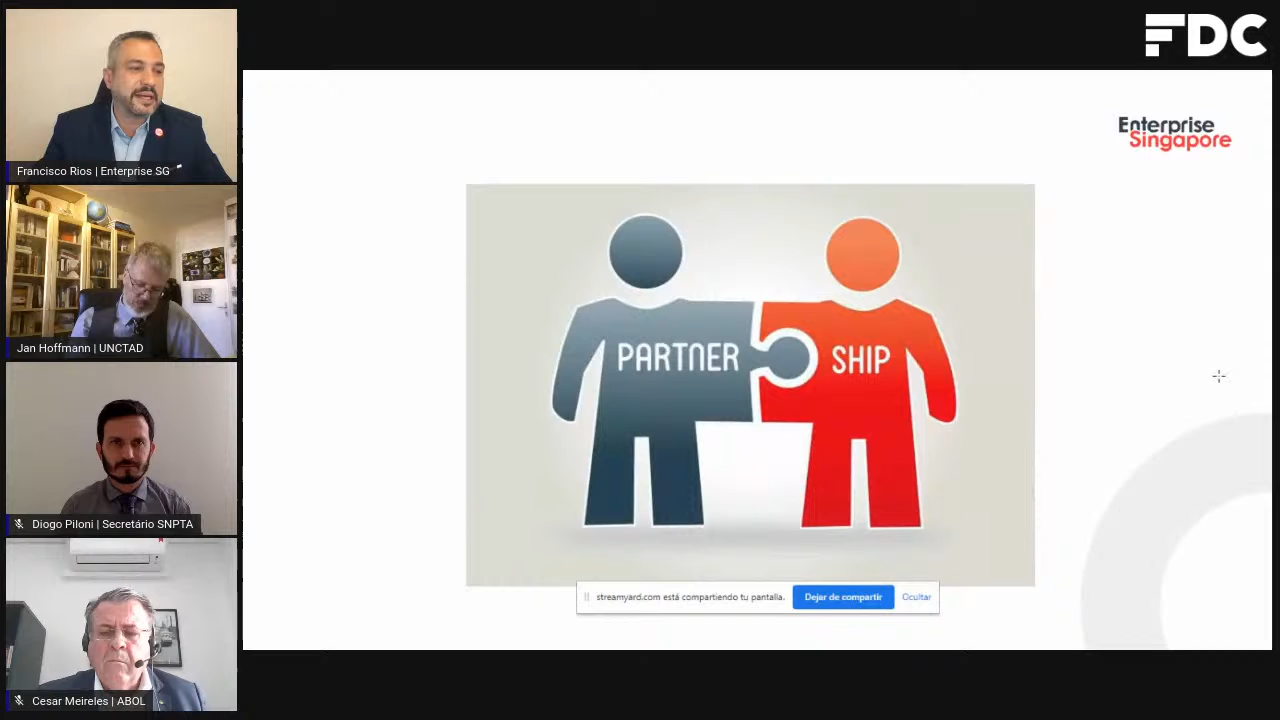 FDC
Francisco Rios | Enterprise SG
Jan Hoffmann | UNCTAD
Diogo Piloni | Secretário SNPTA
Cesar Meireles | ABOL
Enterprise
Singapore
PARTNER SHIP
streamyard.com está compartiendo tu pantalla. Dejar de compartir Ocultar